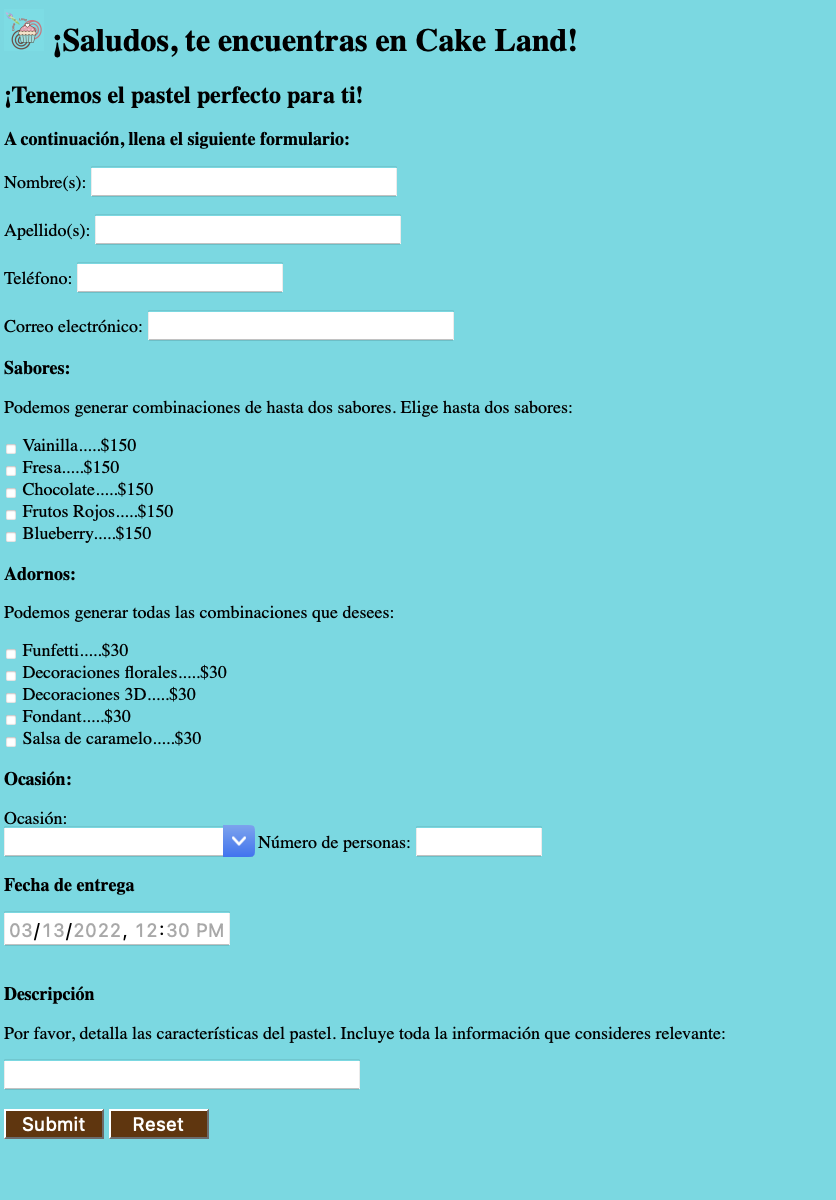 ¡Saludos, te encuentras en Cake Land!
¡Tenemos el pastel perfecto para ti!
A continuación, llena el siguiente formulario:
Nombre(s):
Apellido(s):
Teléfono:
Correo electrónico:
Sabores:
Podemos generar combinaciones de hasta dos sabores. Elige hasta dos sabores:
Vainilla.....$150
Fresa.....$150
Chocolate.....$150
Frutos Rojos.....$150
Blueberry.....$150
Adornos:
Podemos generar todas las combinaciones que desees:
Funfetti.....$30
Decoraciones florales.....$30
Decoraciones 3D.....$30
Fondant.....$30
Salsa de caramelo.....$30
Ocasión:
Ocasión:
Número de personas:
Fecha de entrega
03/13/2022, 12:30 PM
Descripción
Por favor, detalla las características del pastel. Incluye toda la información que consideres relevante:
Submit Reset